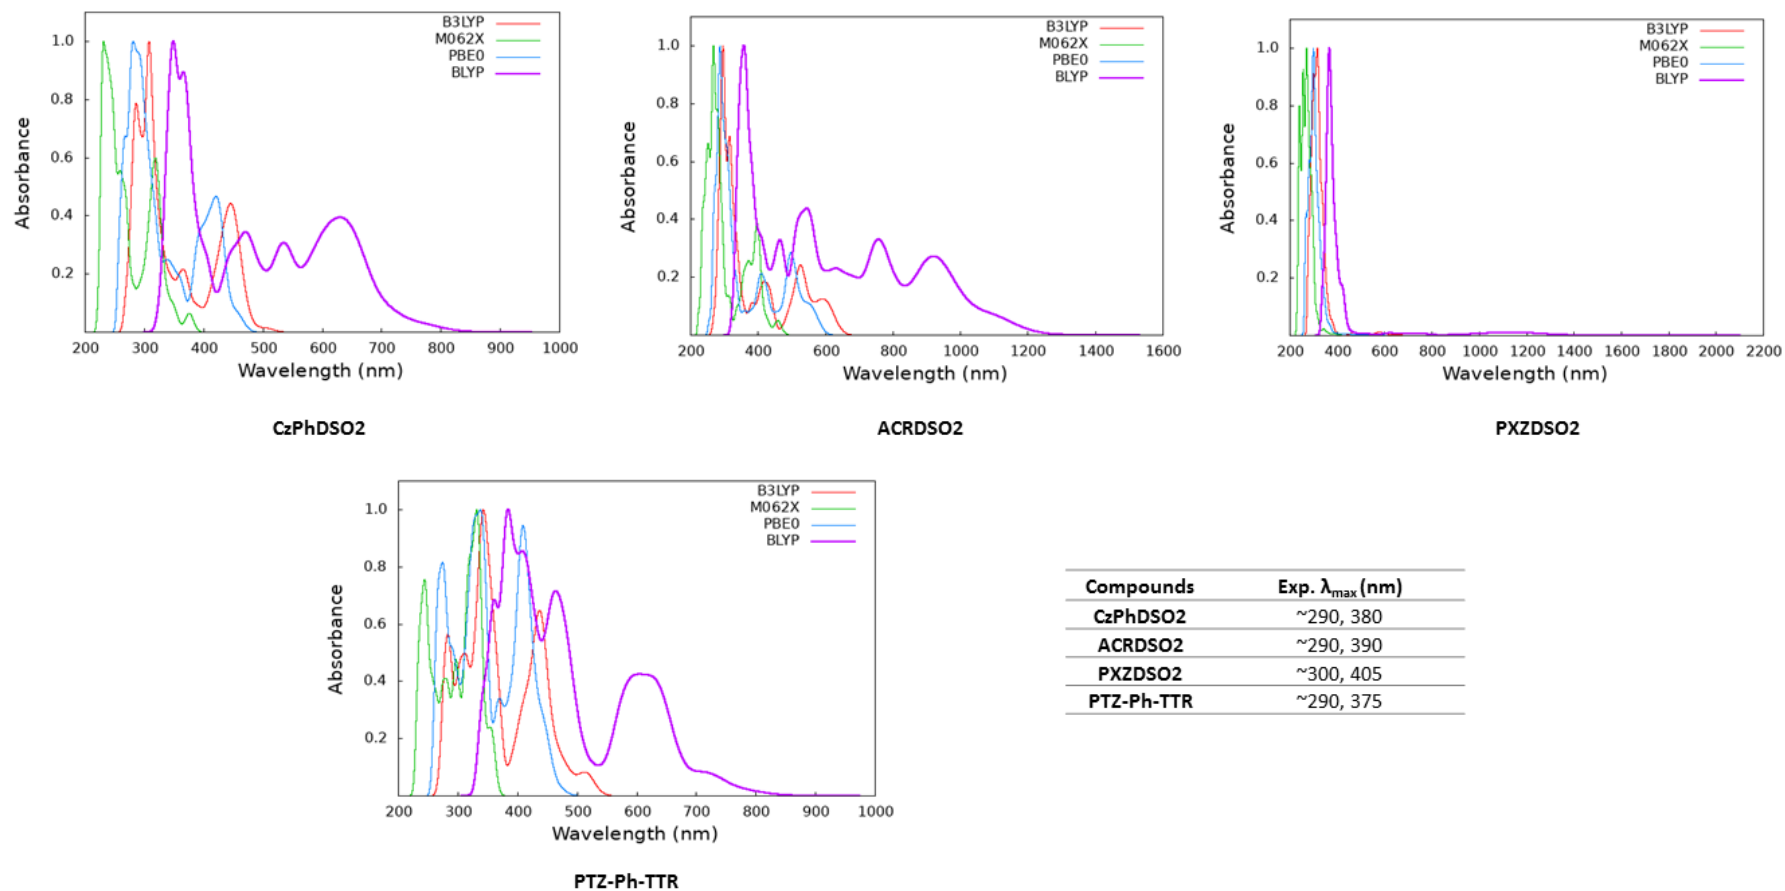 B3LYP
M062X
PBE0
BLYP
1.0
0.8
0.6
0.4
0.2
Absorbance
200 300 400 500 600 700 800 900 1000
Wavelength (nm)
CzPhDSO2
B3LYP
M062X
PBE0
BLYP
1.0
0.8
0.6
0.4
0.2
Absorbance
200 400 600 800 1000 1200 1400 1600
Wavelength (nm)
ACRDSO2
B3LYP
M062X
PBE0
BLYP
1.0
0.8
0.6
0.4
0.2
Absorbance
200 400 600 800 1000 1200 1400 1600 1800 2000 2200
Wavelength (nm)
PXZDSO2
B3LYP
M062X
PBE0
BLYP
1.0
0.8
0.6
0.4
0.2
Absorbance
200 300 400 500 600 700 800 900 1000
Wavelength (nm)
PTZ-Ph-TTR
Compounds Exp. λmax (nm)
CzPhDSO2 ~290, 380
ACRDSO2 ~290, 390
PXZDSO2 ~300, 405
PTZ-Ph-TTR ~290, 375